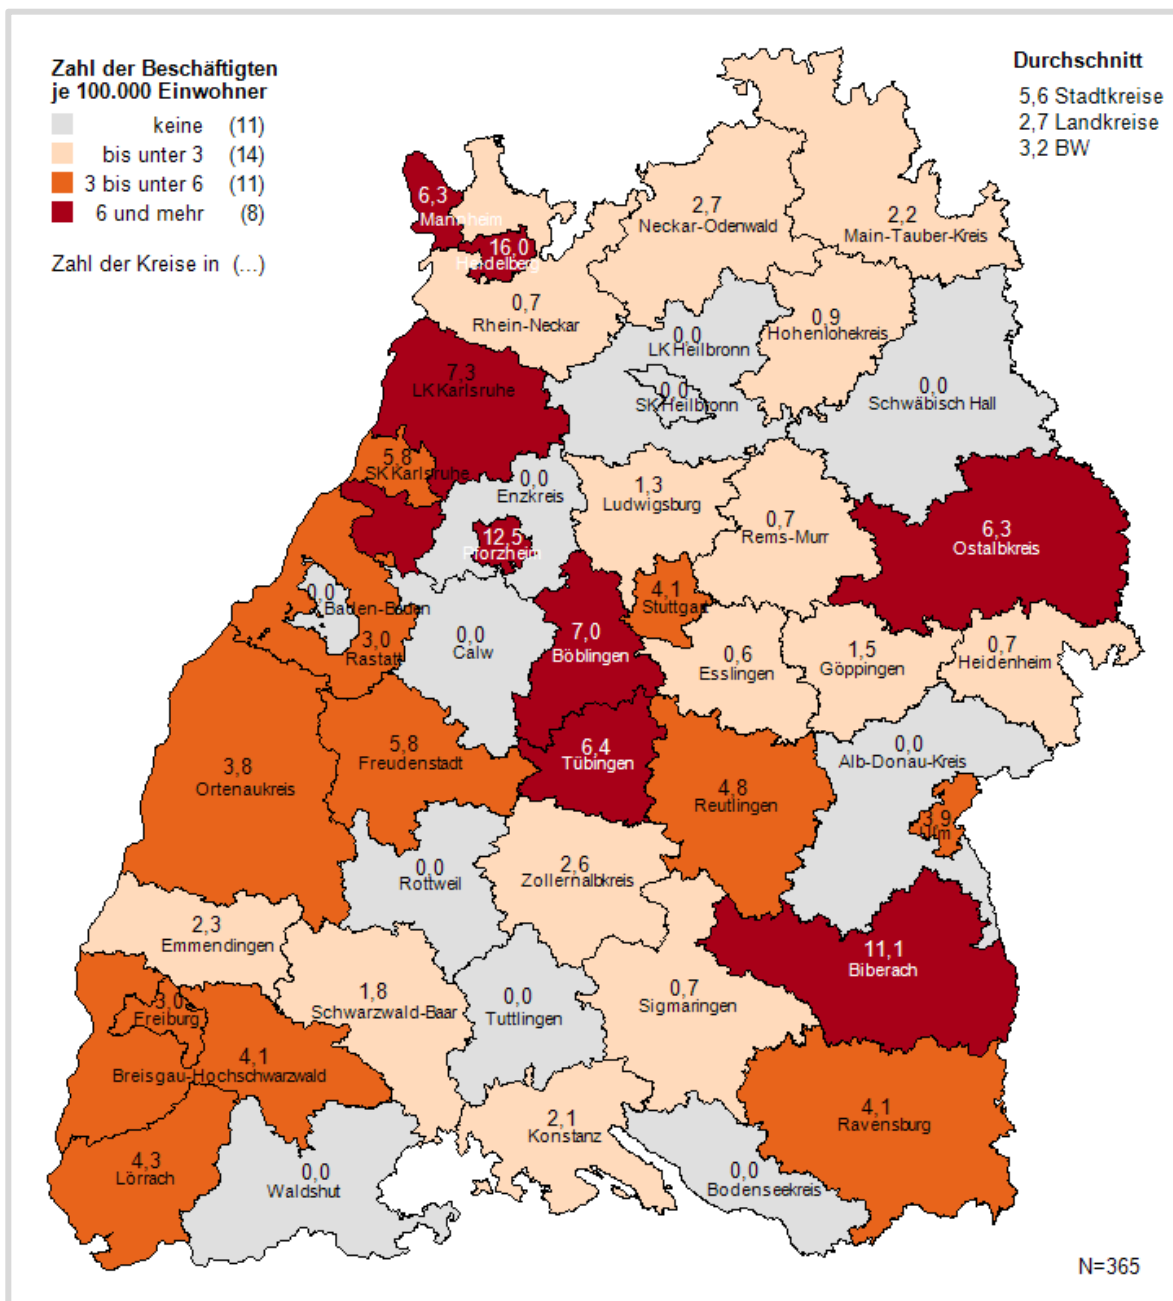 Zahl der Beschäftigten
je 100.000 Einwohner
keine (11)
bis unter 3 (14)
3 bis unter 6 (11)
6 und mehr (8)
Zahl der Kreise in (...)
Durchschnitt
5,6 Stadtkreise
2,7 Landkreise
3,2 BW
6,3
Mannheim
16,0
Heidelberg
2,7
Neckar-Odenwald
2,2
Main-Tauber-Kreis
0,7
Rhein-Neckar
0,0
LK Heilbronn
0,9
Hohenlohekreis
7,3
LK Karlsruhe
0,0
SK Heilbronn
0,0
Schwäbisch Hall
5,8
SK Karlsruhe
0,0
Enzkreis
1,3
Ludwigsburg
0,7
Rems-Murr
6,3
Ostalbkreis
12,5
Pforzheim
0,0
Baden-Baden
4,1
Stuttgart
3,0
Rastatt
0,0
Calw
7,0
Böblingen
0,6
Esslingen
1,5
Göppingen
0,7
Heidenheim
3,8
Ortenaukreis
5,8
Freudenstadt
6,4
Tübingen
4,8
Reutlingen
0,0
Alb-Donau-Kreis
3,9
Ulm
0,0
Rottweil
2,6
Zollernalbkreis
2,3
Emmendingen
11,1
Biberach
3,0
Freiburg
1,8
Schwarzwald-Baar
0,0
Tuttlingen
0,7
Sigmaringen
4,1
Breisgau-Hochschwarzwald
2,1
Konstanz
4,1
Ravensburg
4,3
Lörrach
0,0
Waldshut
0,0
Bodenseekreis
N=365